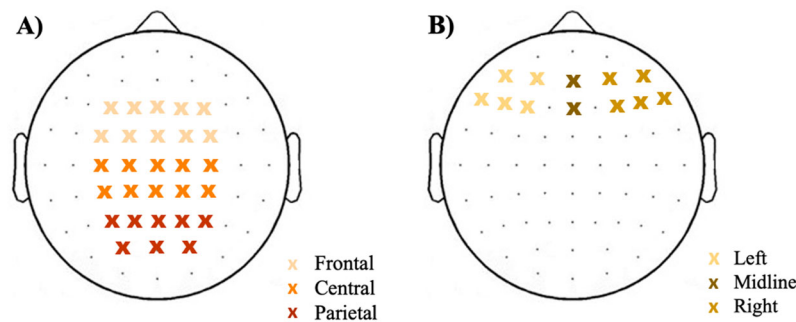 A)
B)
Frontal
Central
Parietal
Left
Midline
Right